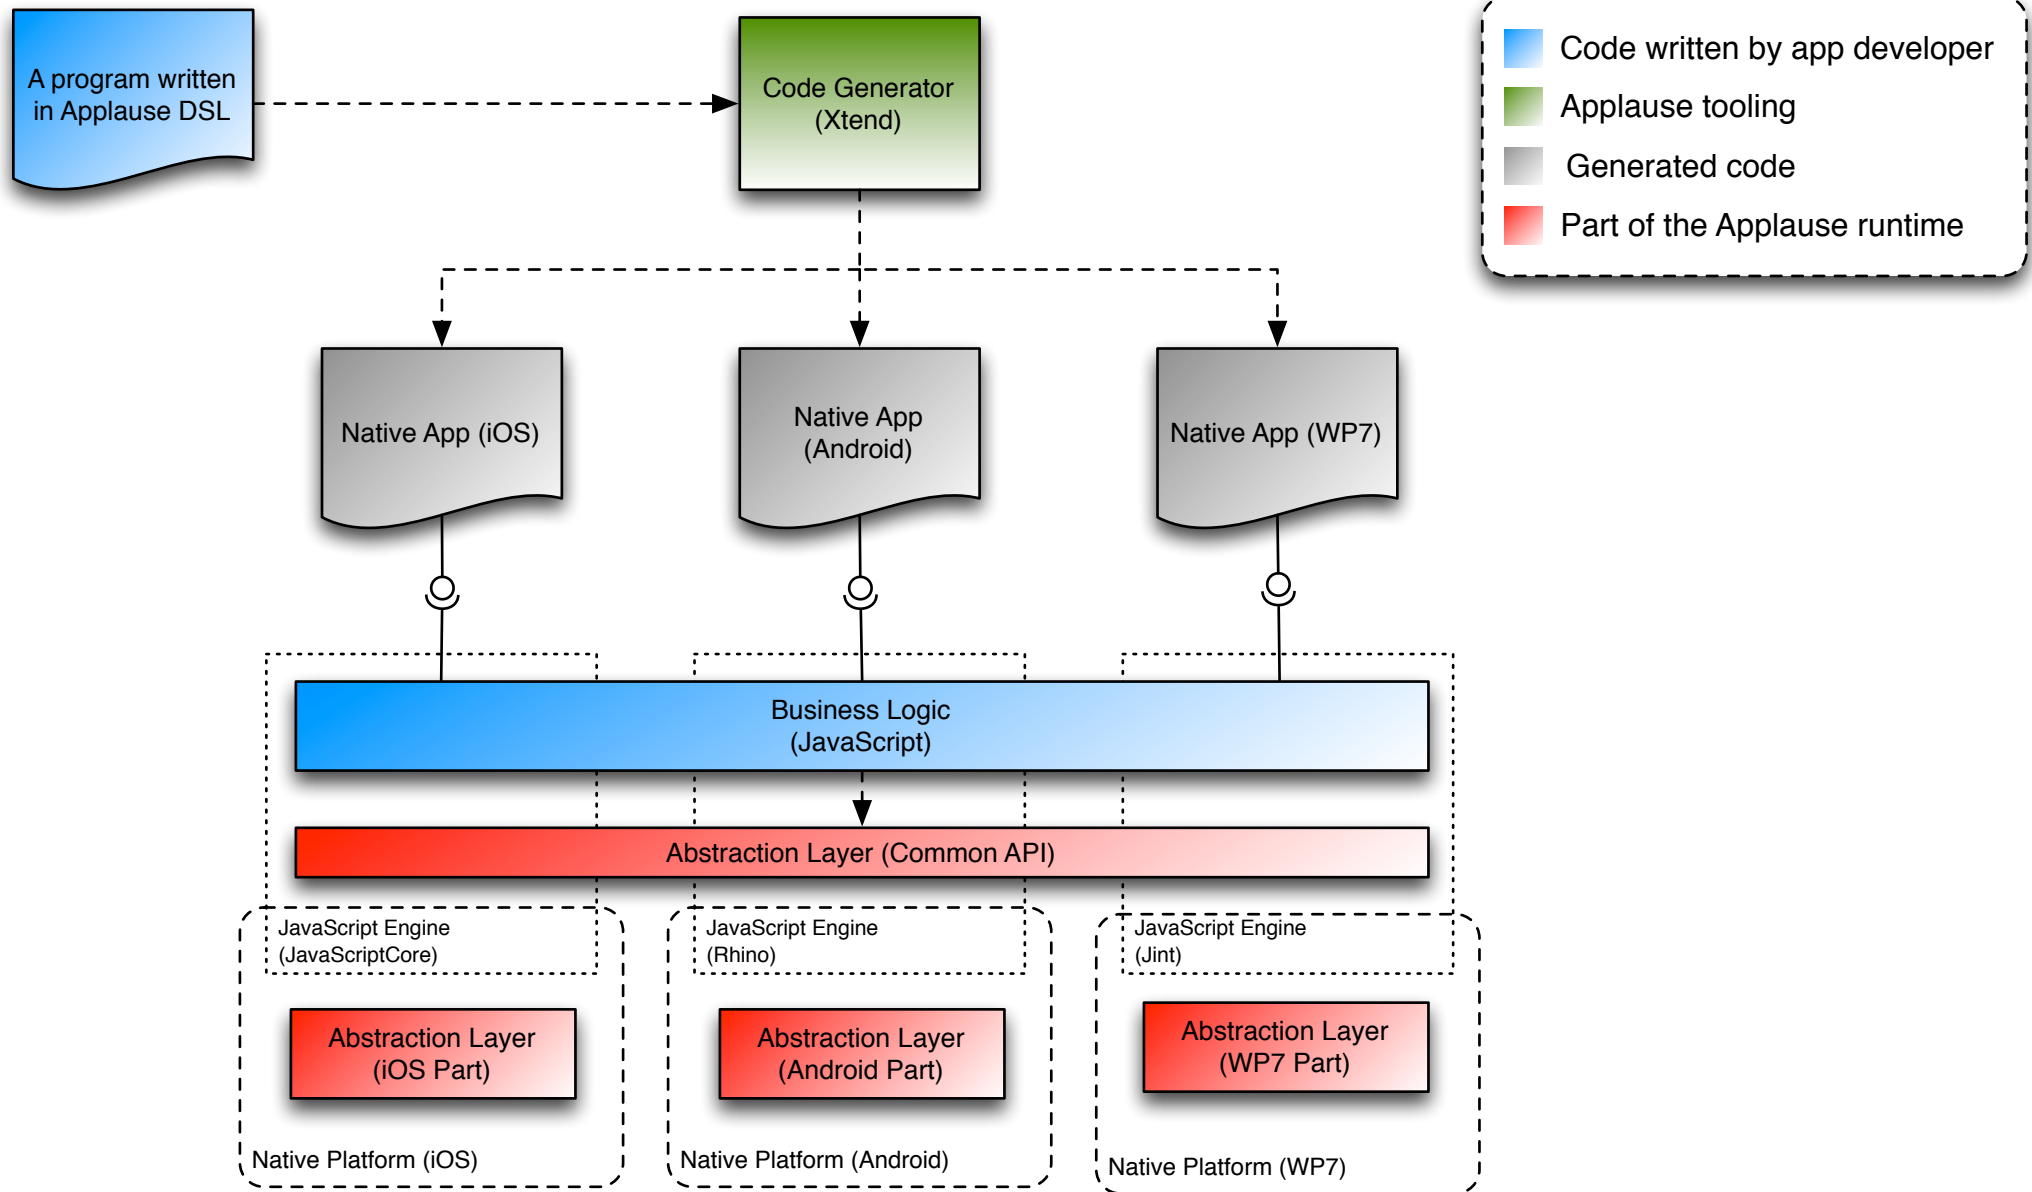 A program written
in Applause DSL
Code Generator
(Xtend)
Code written by app developer
Applause tooling
Generated code
Part of the Applause runtime
Native App (iOS)
Native App
(Android)
Native App (WP7)
Business Logic
(JavaScript)
Abstraction Layer (Common API)
JavaScript Engine
(JavaScriptCore)
JavaScript Engine
(Rhino)
JavaScript Engine
(Jint)
Abstraction Layer
(iOS Part)
Abstraction Layer
(Android Part)
Abstraction Layer
(WP7 Part)
Native Platform (iOS)
Native Platform (Android)
Native Platform (WP7)